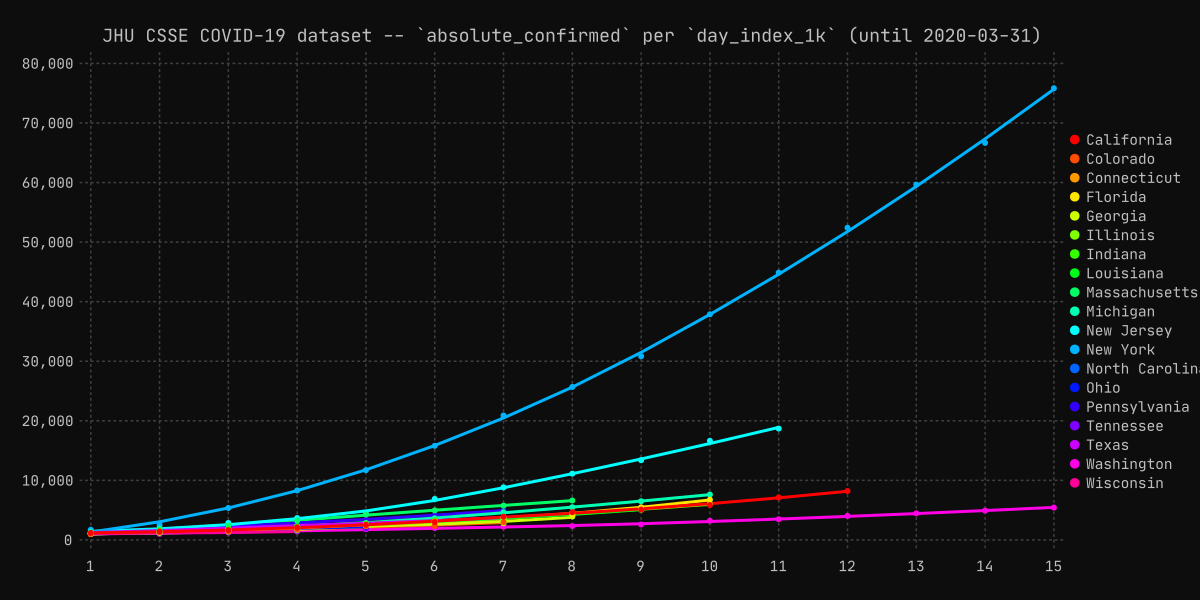 JHU CSSE COVID-19 dataset -- `absolute_confirmed` per `day_index_1k` (until 2020-03-31)
80,000
70,000
60,000
50,000
40,000
30,000
20,000
10,000
0
1 2 3 4 5 6 7 8 9 10 11 12 13 14 15
California
Colorado
Connecticut
Florida
Georgia
Illinois
Indiana
Louisiana
Massachusetts
Michigan
New Jersey
New York
North Carolina
Ohio
Pennsylvania
Tennessee
Texas
Washington
Wisconsin